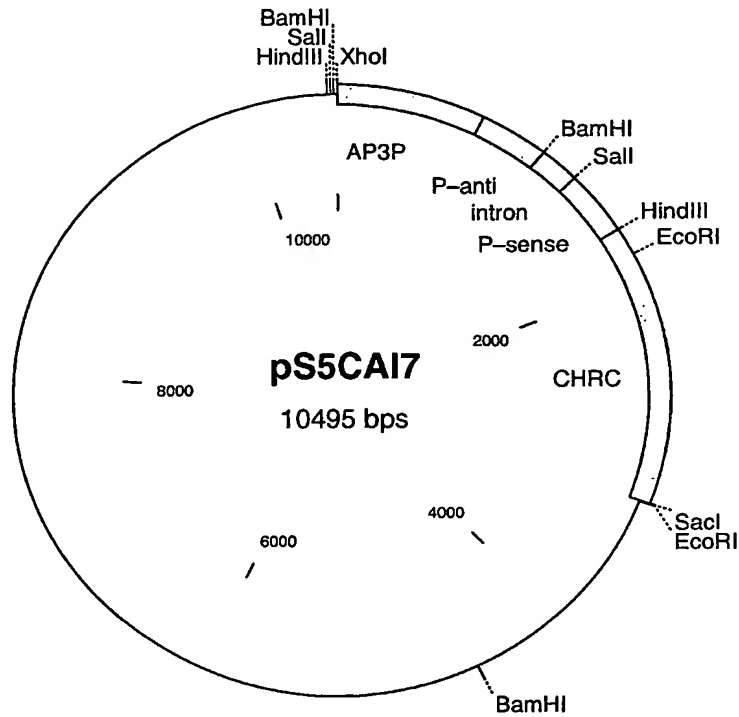 BamHI
SalI
HindIII XhoI
AP3P
BamHI
SalI
P-anti
intron
HindIII
P-sense
EcoRI
10000
2000
pS5CAI7
8000
CHRC
10495 bps
4000
SacI
6000
EcoRI
BamHI